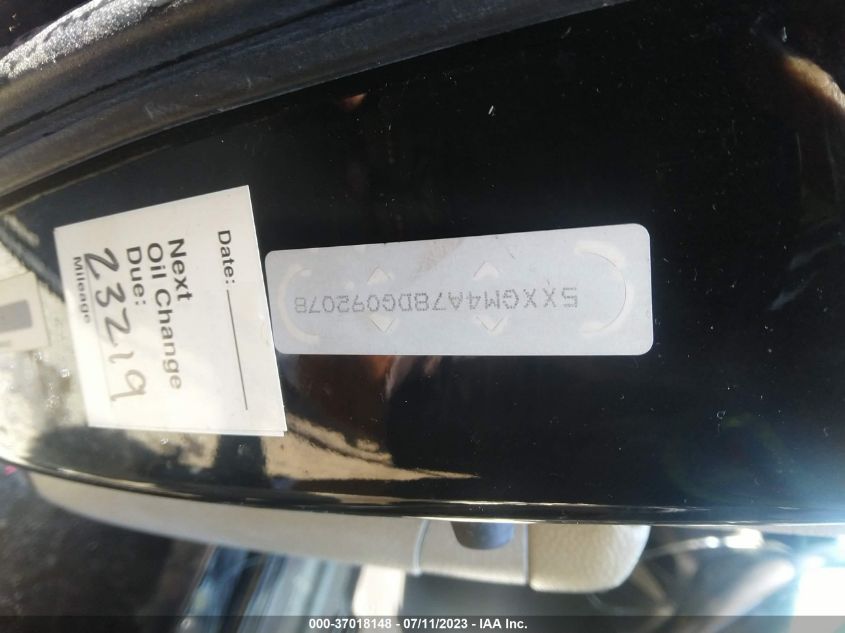 Date:
Next
Oil Change
Due:
23219
Mileage
5XXGM4A78DG092078
000-37018148 - 07/11/2023 - IAA Inc.